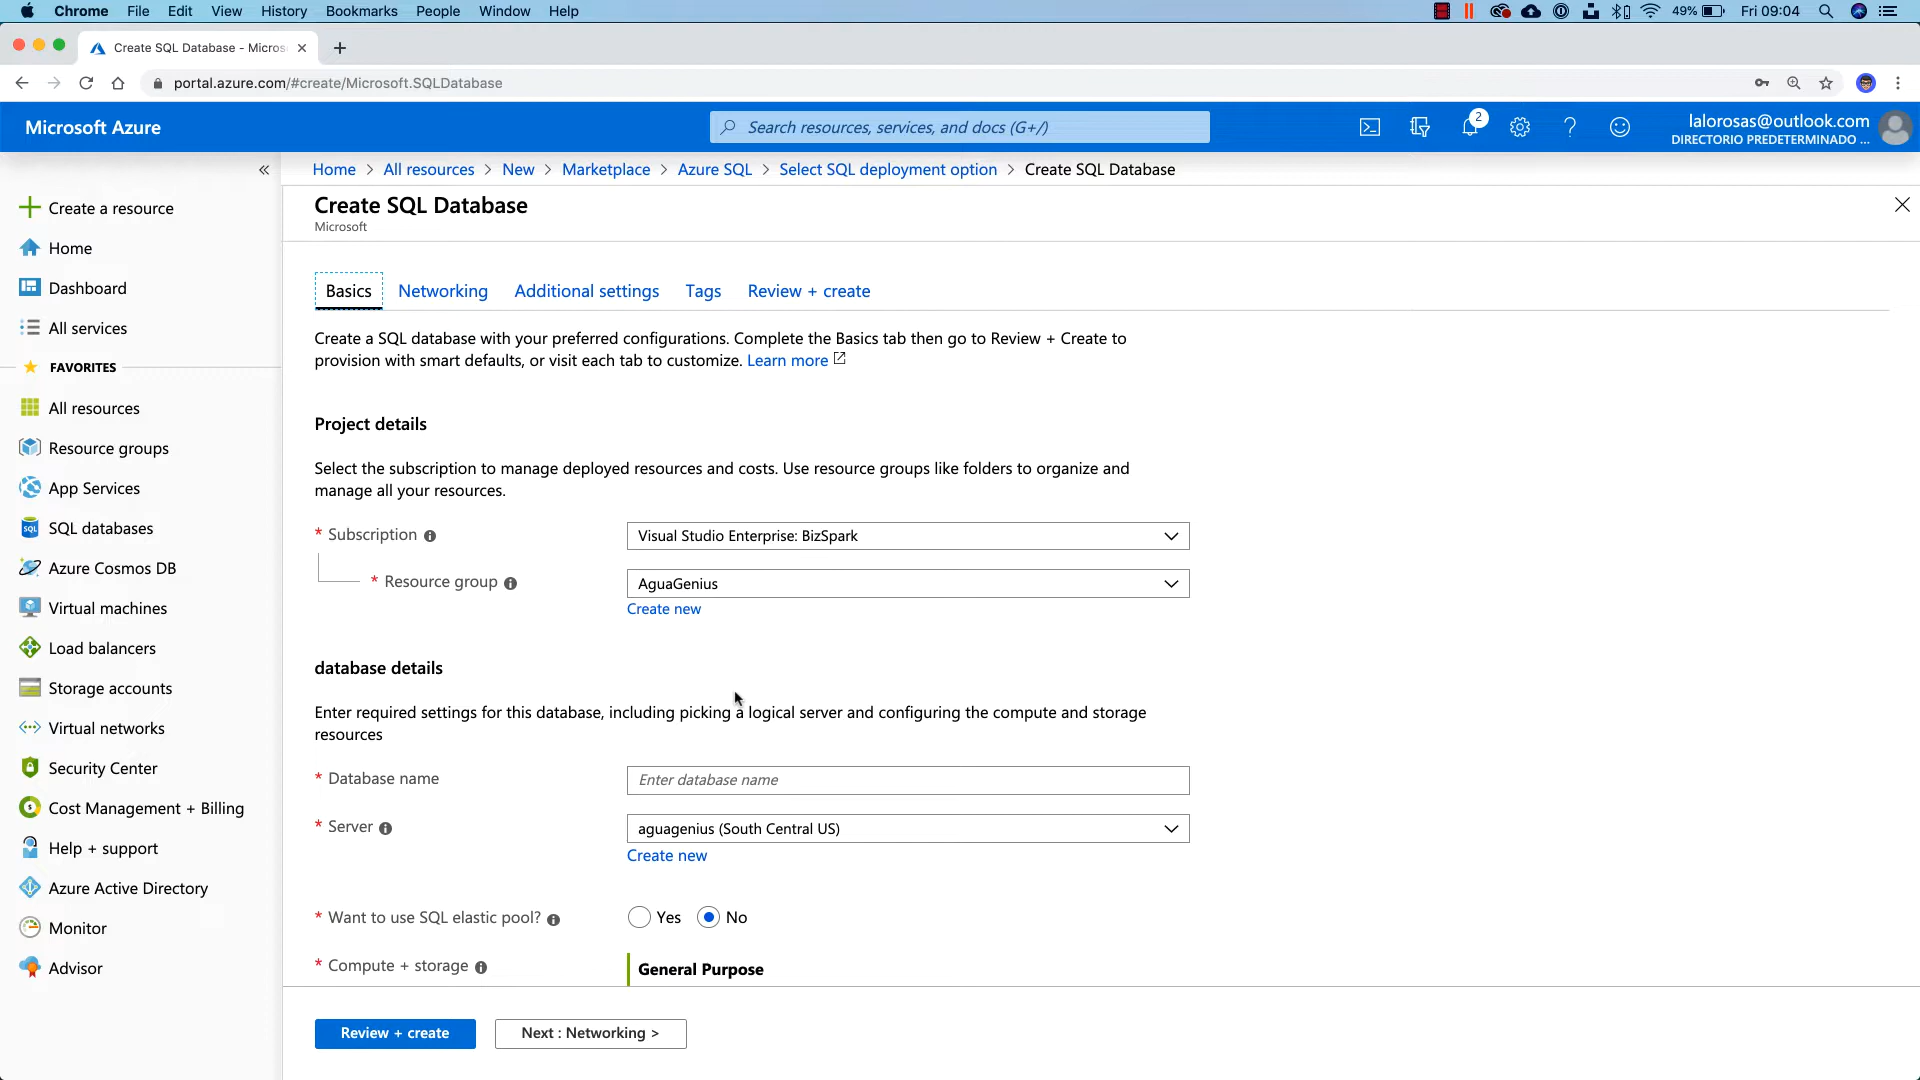 Chrome File Edit View History Bookmarks People Window Help
49% Fri 09:04
Create SQL Database - Micros
portal.azure.com/#create/Microsoft.SQLDatabase
Microsoft Azure
Search resources, services, and docs (G+/)
2
lalorosas@outlook.com
DIRECTORIO PREDETERMINADO ...
«
Create a resource
Home
Dashboard
All services
FAVORITES
All resources
Resource groups
App Services
SQL databases
Azure Cosmos DB
Virtual machines
Load balancers
Storage accounts
Virtual networks
Security Center
Cost Management + Billing
Help + support
Azure Active Directory
Monitor
Advisor
Home > All resources > New > Marketplace > Azure SQL > Select SQL deployment option > Create SQL Database
Create SQL Database
Microsoft
Basics Networking Additional settings Tags Review + create
Create a SQL database with your preferred configurations. Complete the Basics tab then go to Review + Create to
provision with smart defaults, or visit each tab to customize. Learn more
Project details
Select the subscription to manage deployed resources and costs. Use resource groups like folders to organize and
manage all your resources.
* Subscription Visual Studio Enterprise: BizSpark
* Resource group AguaGenius
Create new
database details
Enter required settings for this database, including picking a logical server and configuring the compute and storage
resources
* Database name Enter database name
* Server aguagenius (South Central US)
Create new
* Want to use SQL elastic pool? Yes No
* Compute + storage General Purpose
Review + create Next : Networking >